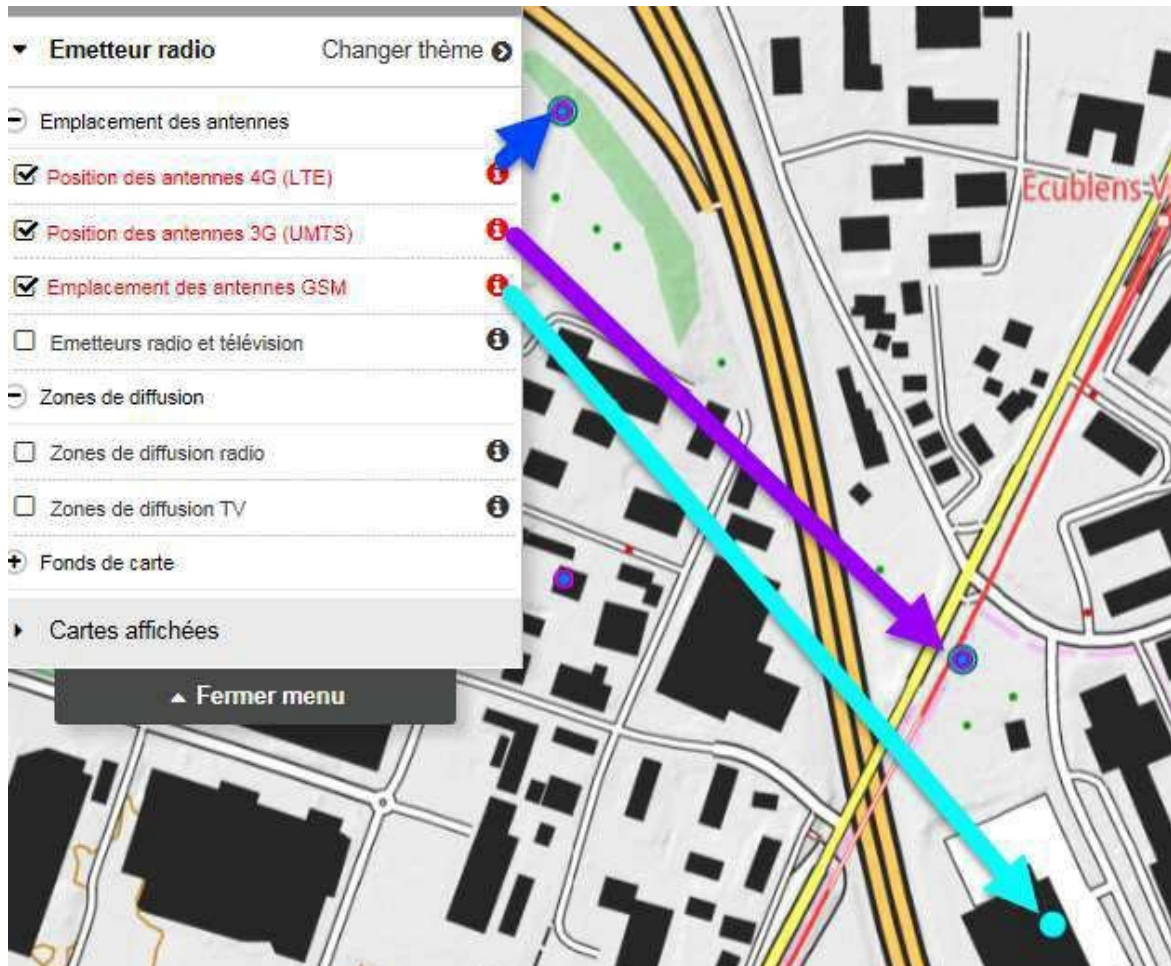 Emetteur radio Changer thème
Emplacement des antennes
Position des antennes 4G (LTE)
Position des antennes 3G (UMTS)
Emplacement des antennes GSM
Emetteurs radio et télévision
Zones de diffusion
Zones de diffusion radio
Zones de diffusion TV
Fonds de carte
Cartes affichées
Fermer menu
Ecublens-V